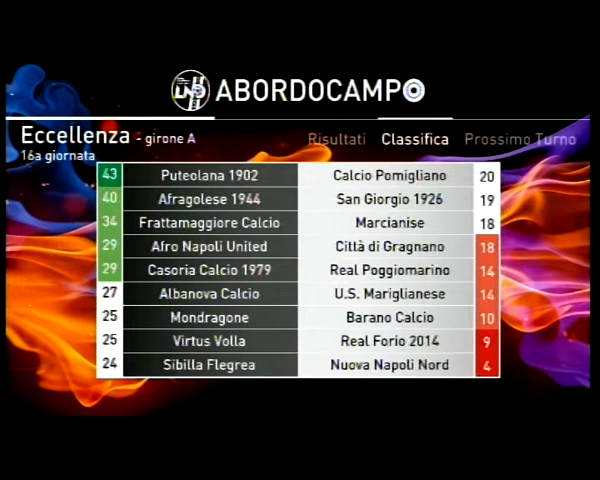 LND
ABORDOCAMPO
Eccellenza - girone A
16a giornata
Risultati Classifica Prossimo Turno
43 Puteolana 1902 Calcio Pomigliano 20
40 Afragolese 1944 San Giorgio 1926 19
34 Frattamaggiore Calcio Marcianise 18
29 Afro Napoli United Città di Gragnano 18
29 Casoria Calcio 1979 Real Poggiomarino 14
27 Albanova Calcio U.S. Mariglianese 14
25 Mondragone Barano Calcio 10
25 Virtus Volla Real Forio 2014 9
24 Sibilla Flegrea Nuova Napoli Nord 4